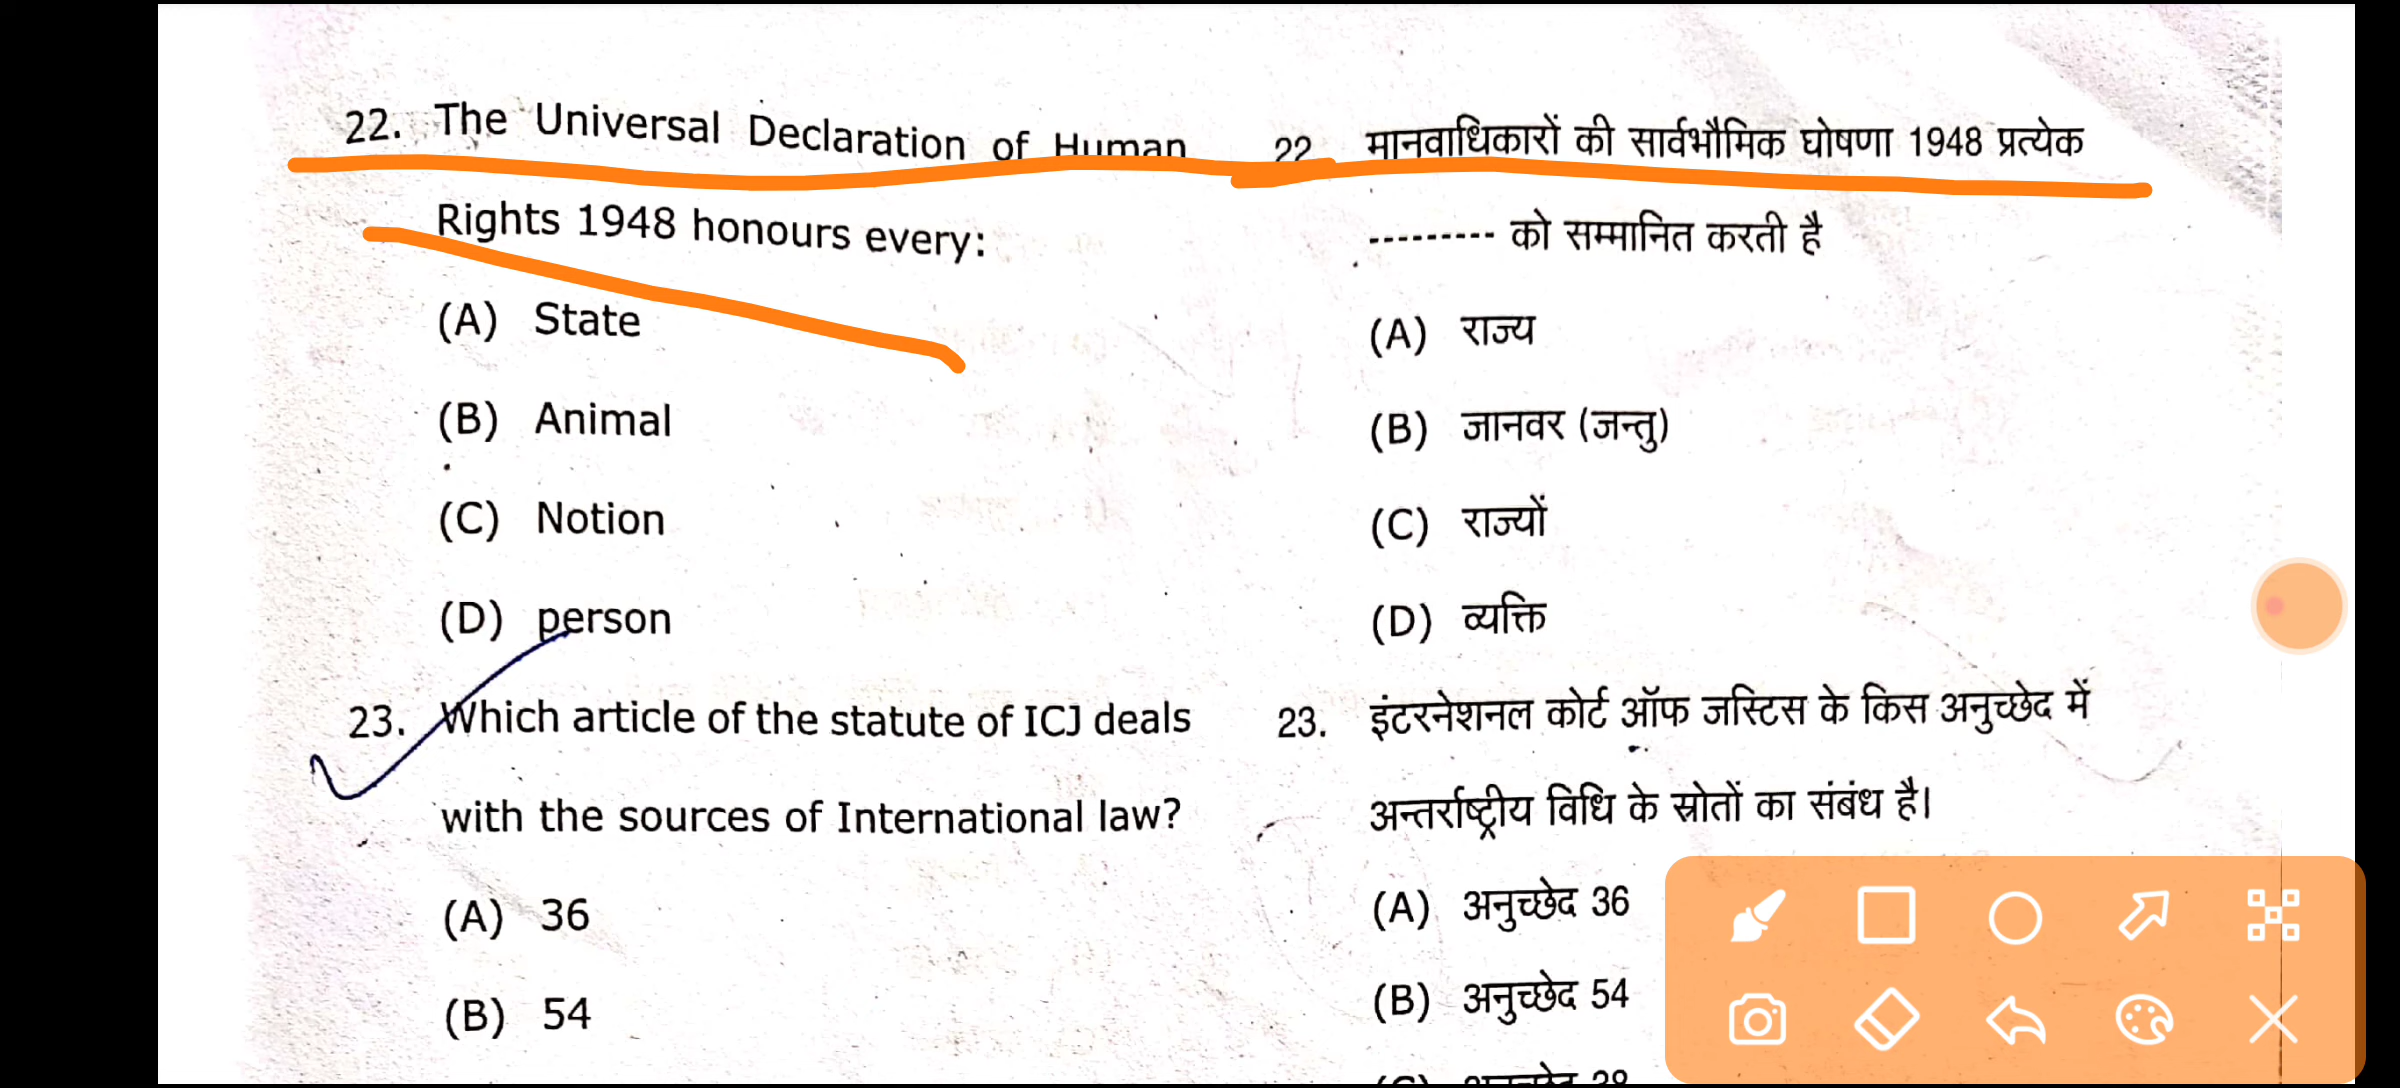 22. The Universal Declaration of Human
Rights 1948 honours every:
(A) State
(B) Animal
(C) Notion
(D) person
23. Which article of the statute of ICJ deals
with the sources of International law?
(A) 36
(B) 54
22 मानवाधिकारों की सार्वभौमिक घोषणा 1948 प्रत्येक
--------- को सम्मानित करती है
(A) राज्य
(B) जानवर (जन्तु)
(C) राज्यों
(D) व्यक्ति
23. इंटरनेशनल कोर्ट ऑफ जस्टिस के किस अनुच्छेद में
अन्तर्राष्ट्रीय विधि के स्रोतों का संबंध है।
(A) अनुच्छेद 36
(B) अनुच्छेद 54